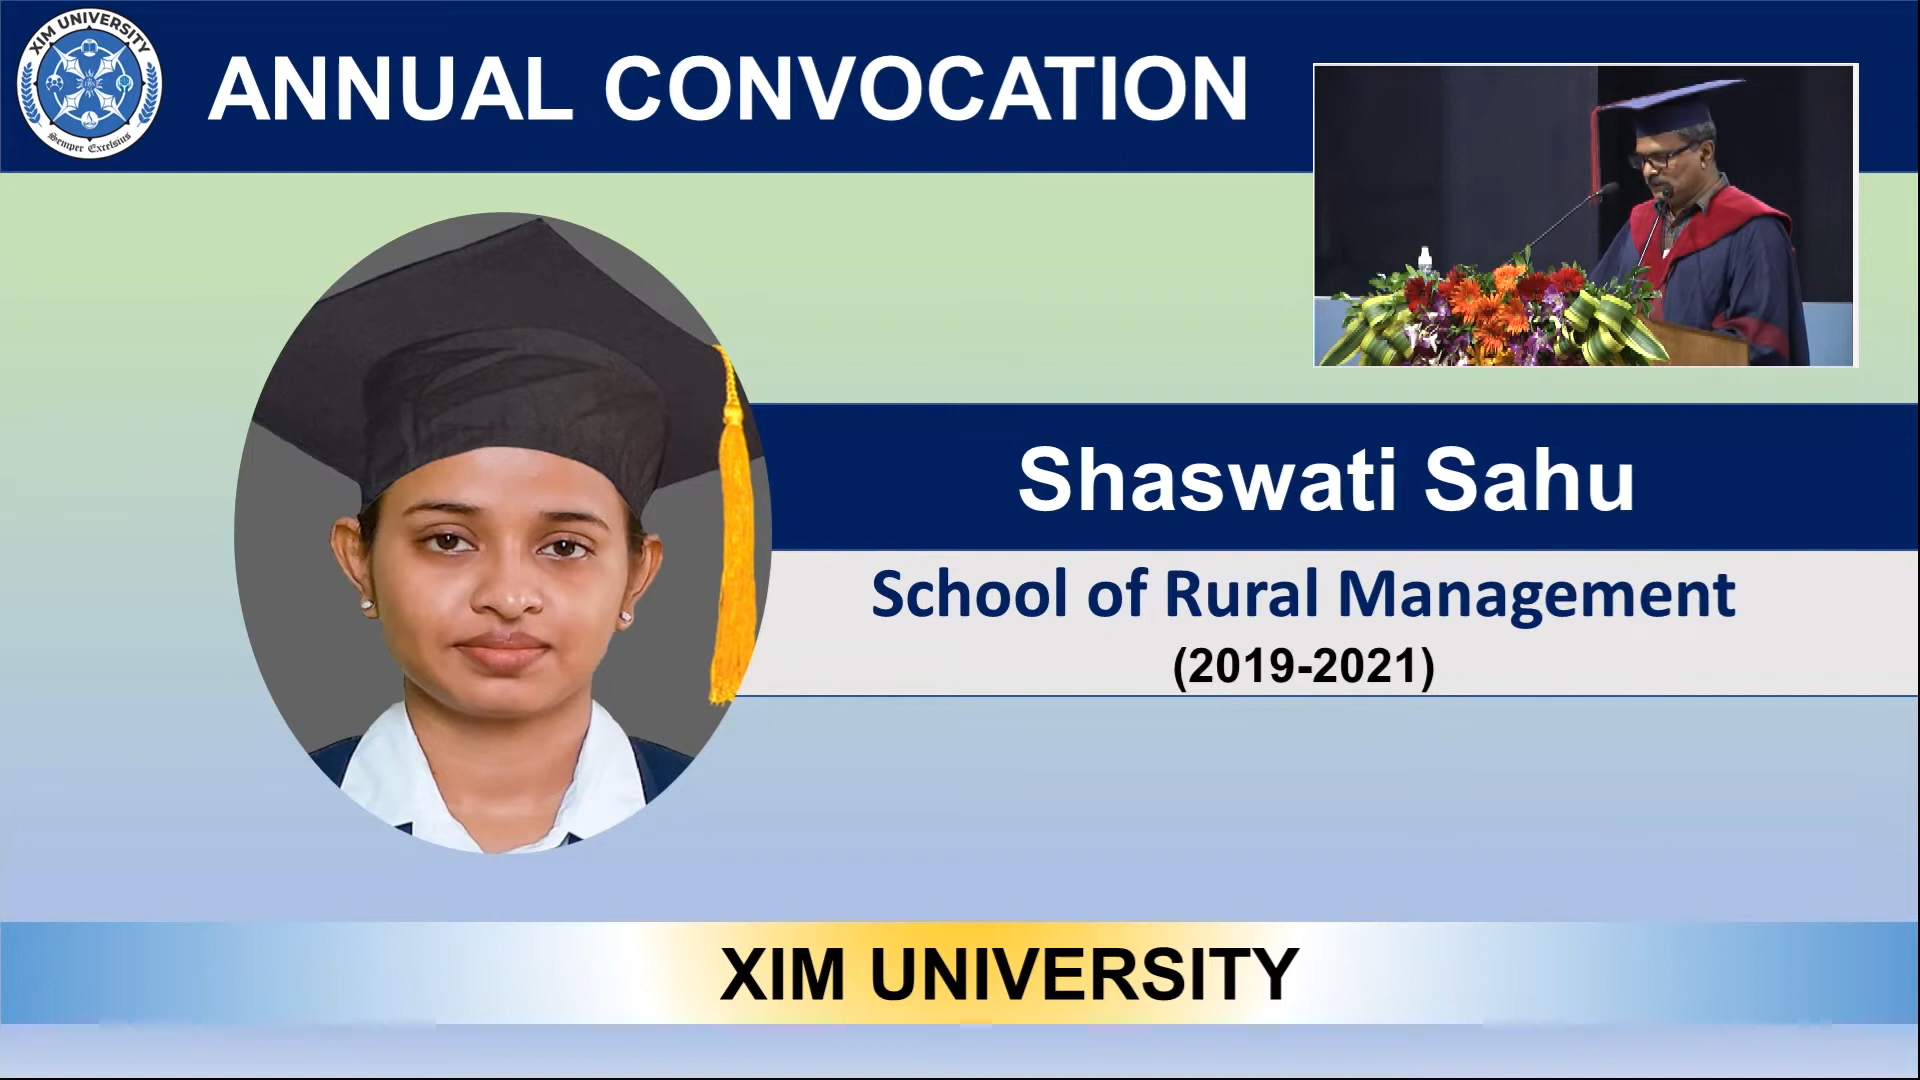 XIM UNIVERSITY
Semper Excelsius
ANNUAL CONVOCATION
Shaswati Sahu
School of Rural Management
(2019-2021)
XIM UNIVERSITY